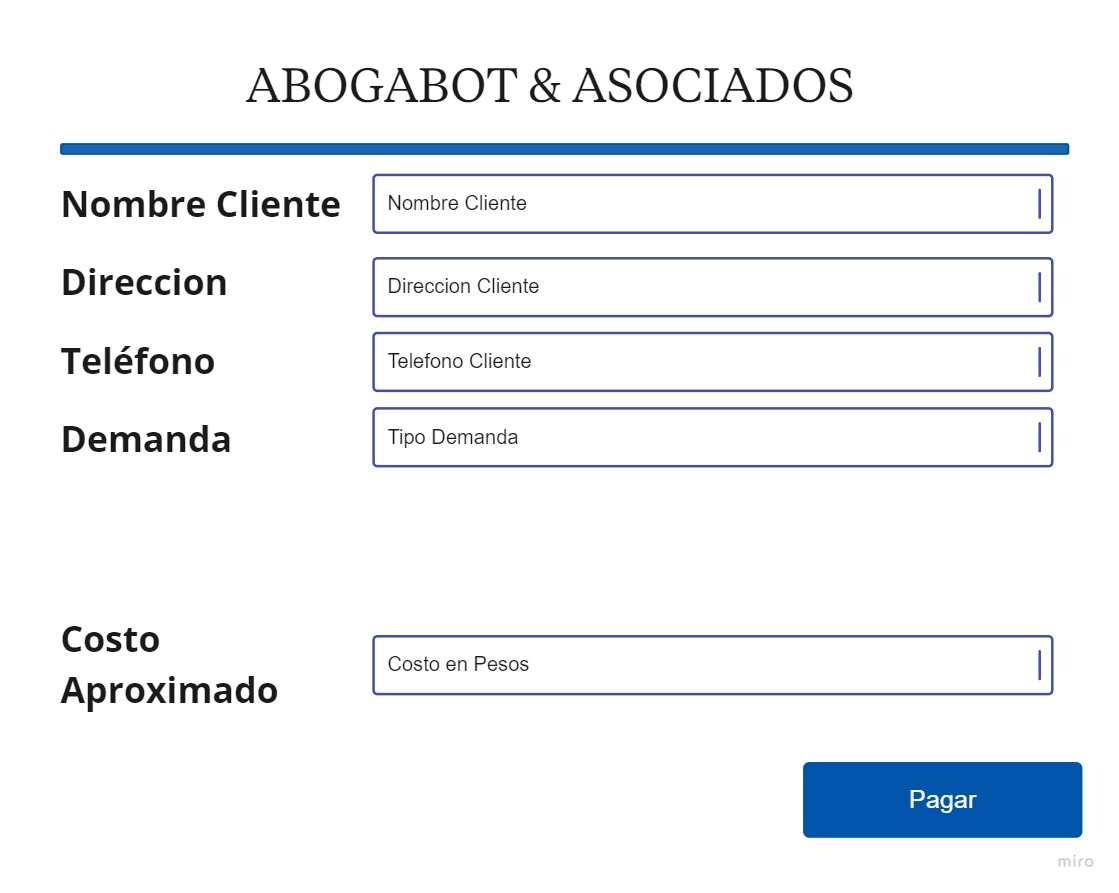 ABOGABOT & ASOCIADOS
Nombre Cliente
Nombre Cliente
Direccion
Direccion Cliente
Teléfono
Telefono Cliente
Demanda
Tipo Demanda
Costo
Aproximado
Costo en Pesos
Pagar
miro